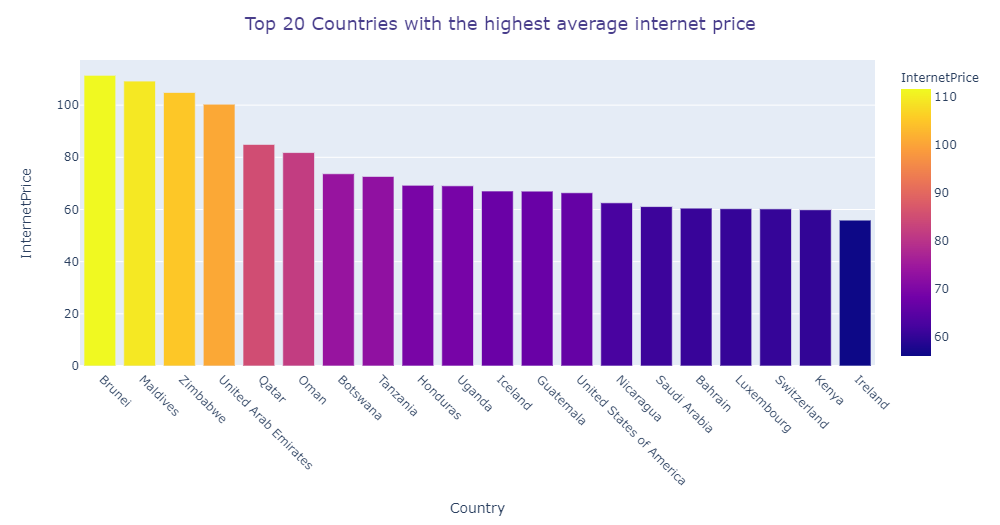 Top 20 Countries with the highest average internet price
InternetPrice
100
80
60
40
20
0
Brunei
Maldives
Zimbabwe
United Arab Emirates
Qatar
Oman
Botswana
Tanzania
Honduras
Uganda
Iceland
Guatemala
United States of America
Nicaragua
Saudi Arabia
Bahrain
Luxembourg
Switzerland
Kenya
Ireland
Country
InternetPrice
110
100
90
80
70
60